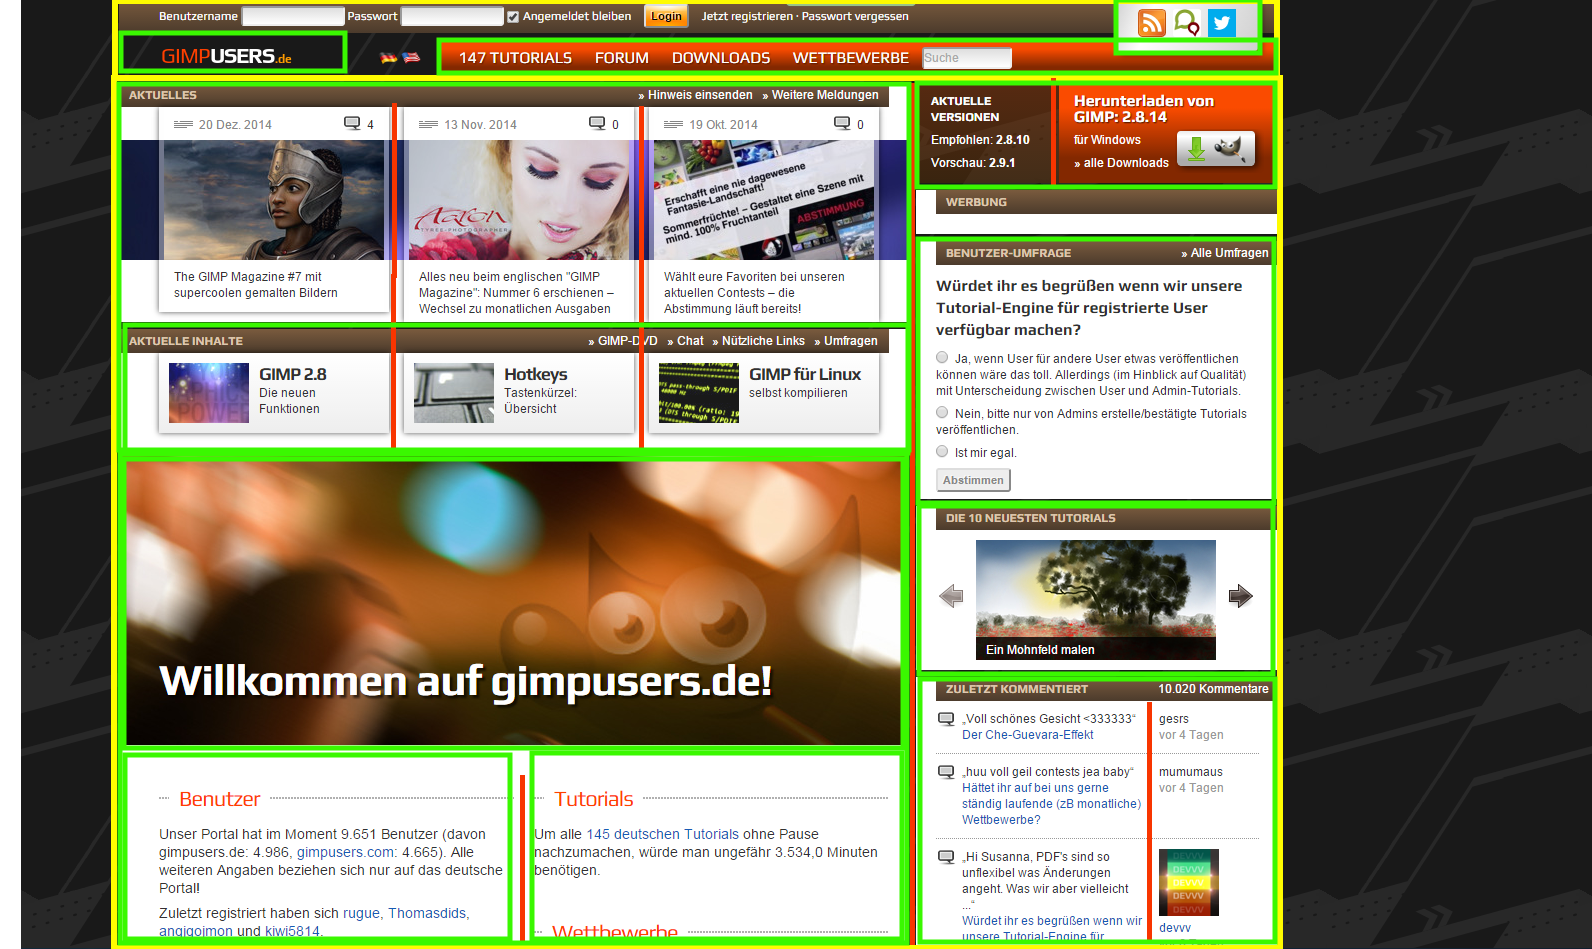 Benutzername Passwort Angemeldet bleiben Login Jetzt registrieren · Passwort vergessen
GIMPUSERS.de
147 TUTORIALS FORUM DOWNLOADS WETTBEWERBE Suche
AKTUELLES » Hinweis einsenden » Weitere Meldungen
20 Dez. 2014 4
The GIMP Magazine #7 mit
supercoolen gemalten Bildern
13 Nov. 2014 0
Aaron
TYREE-PHOTOGRAPHER
Alles neu beim englischen "GIMP
Magazine": Nummer 6 erschienen –
Wechsel zu monatlichen Ausgaben
19 Okt. 2014 0
Erschafft eine nie dagewesene
Fantasie-Landschaft!
Sommerfrüchte! – Gestaltet eine Szene mit
mind. 100% Fruchtanteil
ABSTIMMUNG
Wählt eure Favoriten bei unseren
aktuellen Contests – die
Abstimmung läuft bereits!
AKTUELLE INHALTE » GIMP-DVD » Chat » Nützliche Links » Umfragen
GIMP 2.8
Die neuen
Funktionen
Hotkeys
Tastenkürzel:
Übersicht
GIMP für Linux
selbst kompilieren
Willkommen auf gimpusers.de!
Benutzer
Unser Portal hat im Moment 9.651 Benutzer (davon
gimpusers.de: 4.986, gimpusers.com: 4.665). Alle
weiteren Angaben beziehen sich nur auf das deutsche
Portal!
Zuletzt registriert haben sich rugue, Thomasdids,
angigojmon und kiwi5814.
Tutorials
Um alle 145 deutschen Tutorials ohne Pause
nachzumachen, würde man ungefähr 3.534,0 Minuten
benötigen.
Wettbewerbe
AKTUELLE
VERSIONEN
Empfohlen: 2.8.10
Vorschau: 2.9.1
Herunterladen von
GIMP: 2.8.14
für Windows
» alle Downloads
WERBUNG
BENUTZER-UMFRAGE » Alle Umfragen
Würdet ihr es begrüßen wenn wir unsere
Tutorial-Engine für registrierte User
verfügbar machen?
Ja, wenn User für andere User etwas veröffentlichen
können wäre das toll. Allerdings (im Hinblick auf Qualität)
mit Unterscheidung zwischen User und Admin-Tutorials.
Nein, bitte nur von Admins erstelle/bestätigte Tutorials
veröffentlichen.
Ist mir egal.
Abstimmen
DIE 10 NEUESTEN TUTORIALS
Ein Mohnfeld malen
ZULETZT KOMMENTIERT 10.020 Kommentare
„Voll schönes Gesicht <333333“ gesrs
Der Che-Guevara-Effekt vor 4 Tagen
„huu voll geil contests jea baby“ mumumaus
Hättet ihr auf bei uns gerne vor 4 Tagen
ständig laufende (zB monatliche)
Wettbewerbe?
„Hi Susanna, PDF's sind so
unflexibel was Änderungen
angeht. Was wir aber vielleicht
...“
Würdet ihr es begrüßen wenn wir
unsere Tutorial-Engine für
DEVVV
DEVVV
DEVVV
DEVVV
devvv